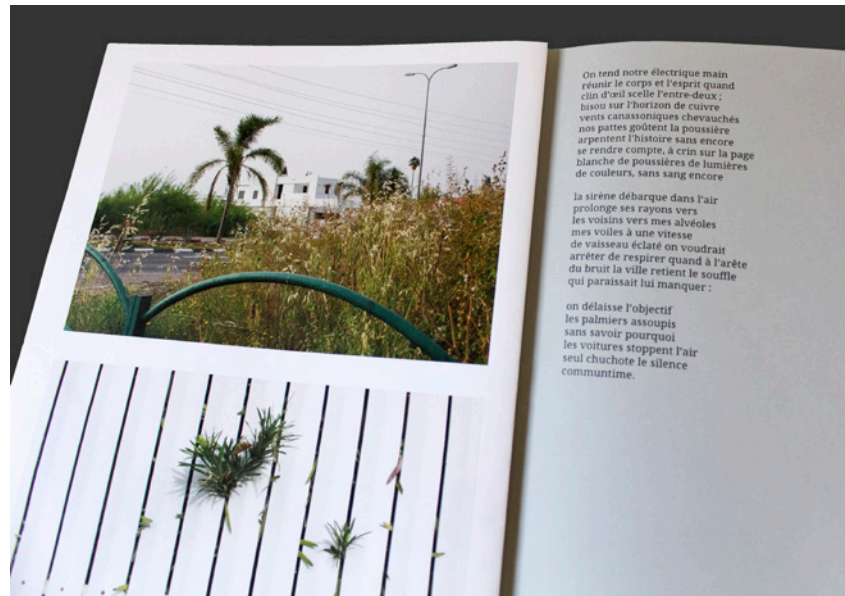 On tend notre électrique main
réunir le corps et l'esprit quand
clin d'œil scelle l'entre-deux ;
bisou sur l'horizon de cuivre
vents canassoniques chevauchés
nos pattes goûtent la poussière
arpentent l'histoire sans encore
se rendre compte, à crin sur la page
blanche de poussières de lumières
de couleurs, sans sang encore
la sirène débarque dans l'air
prolonge ses rayons vers
les voisins vers mes alvéoles
mes voiles à une vitesse
de vaisseau éclaté on voudrait
arrêter de respirer quand à l'arête
du bruit la ville retient le souffle
qui paraissait lui manquer :
on délaisse l'objectif
les palmiers assoupis
sans savoir pourquoi
les voitures stoppent l'air
seul chuchote le silence
communtime.